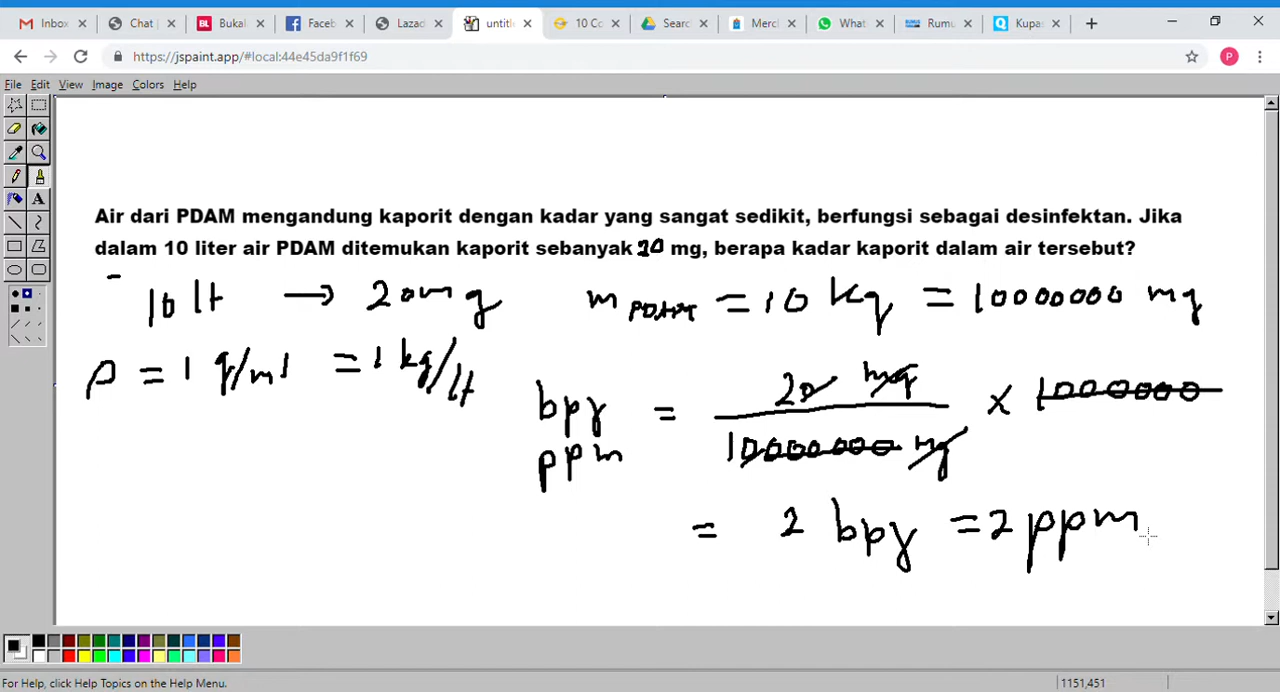 Inbox
Chat |
BL Bukal
Faceb
Lazad
untitl
10 Co
Searc
Merch
What
Rumu
Q Kupas
https://jspaint.app/#local:44e45da9f1f69
P
File Edit View Image Colors Help
Air dari PDAM mengandung kaporit dengan kadar yang sangat sedikit, berfungsi sebagai desinfektan. Jika
dalam 10 liter air PDAM ditemukan kaporit sebanyak 20 mg, berapa kadar kaporit dalam air tersebut?
10 lt → 20 mg
m PDAM = 10 kg = 10000000 mg
ρ = 1 g/ml = 1 kg/lt
bpj = 20 mg / 10000000 mg × 1000000
ppm
= 2 bpj = 2 ppm
For Help, click Help Topics on the Help Menu.
1151,451